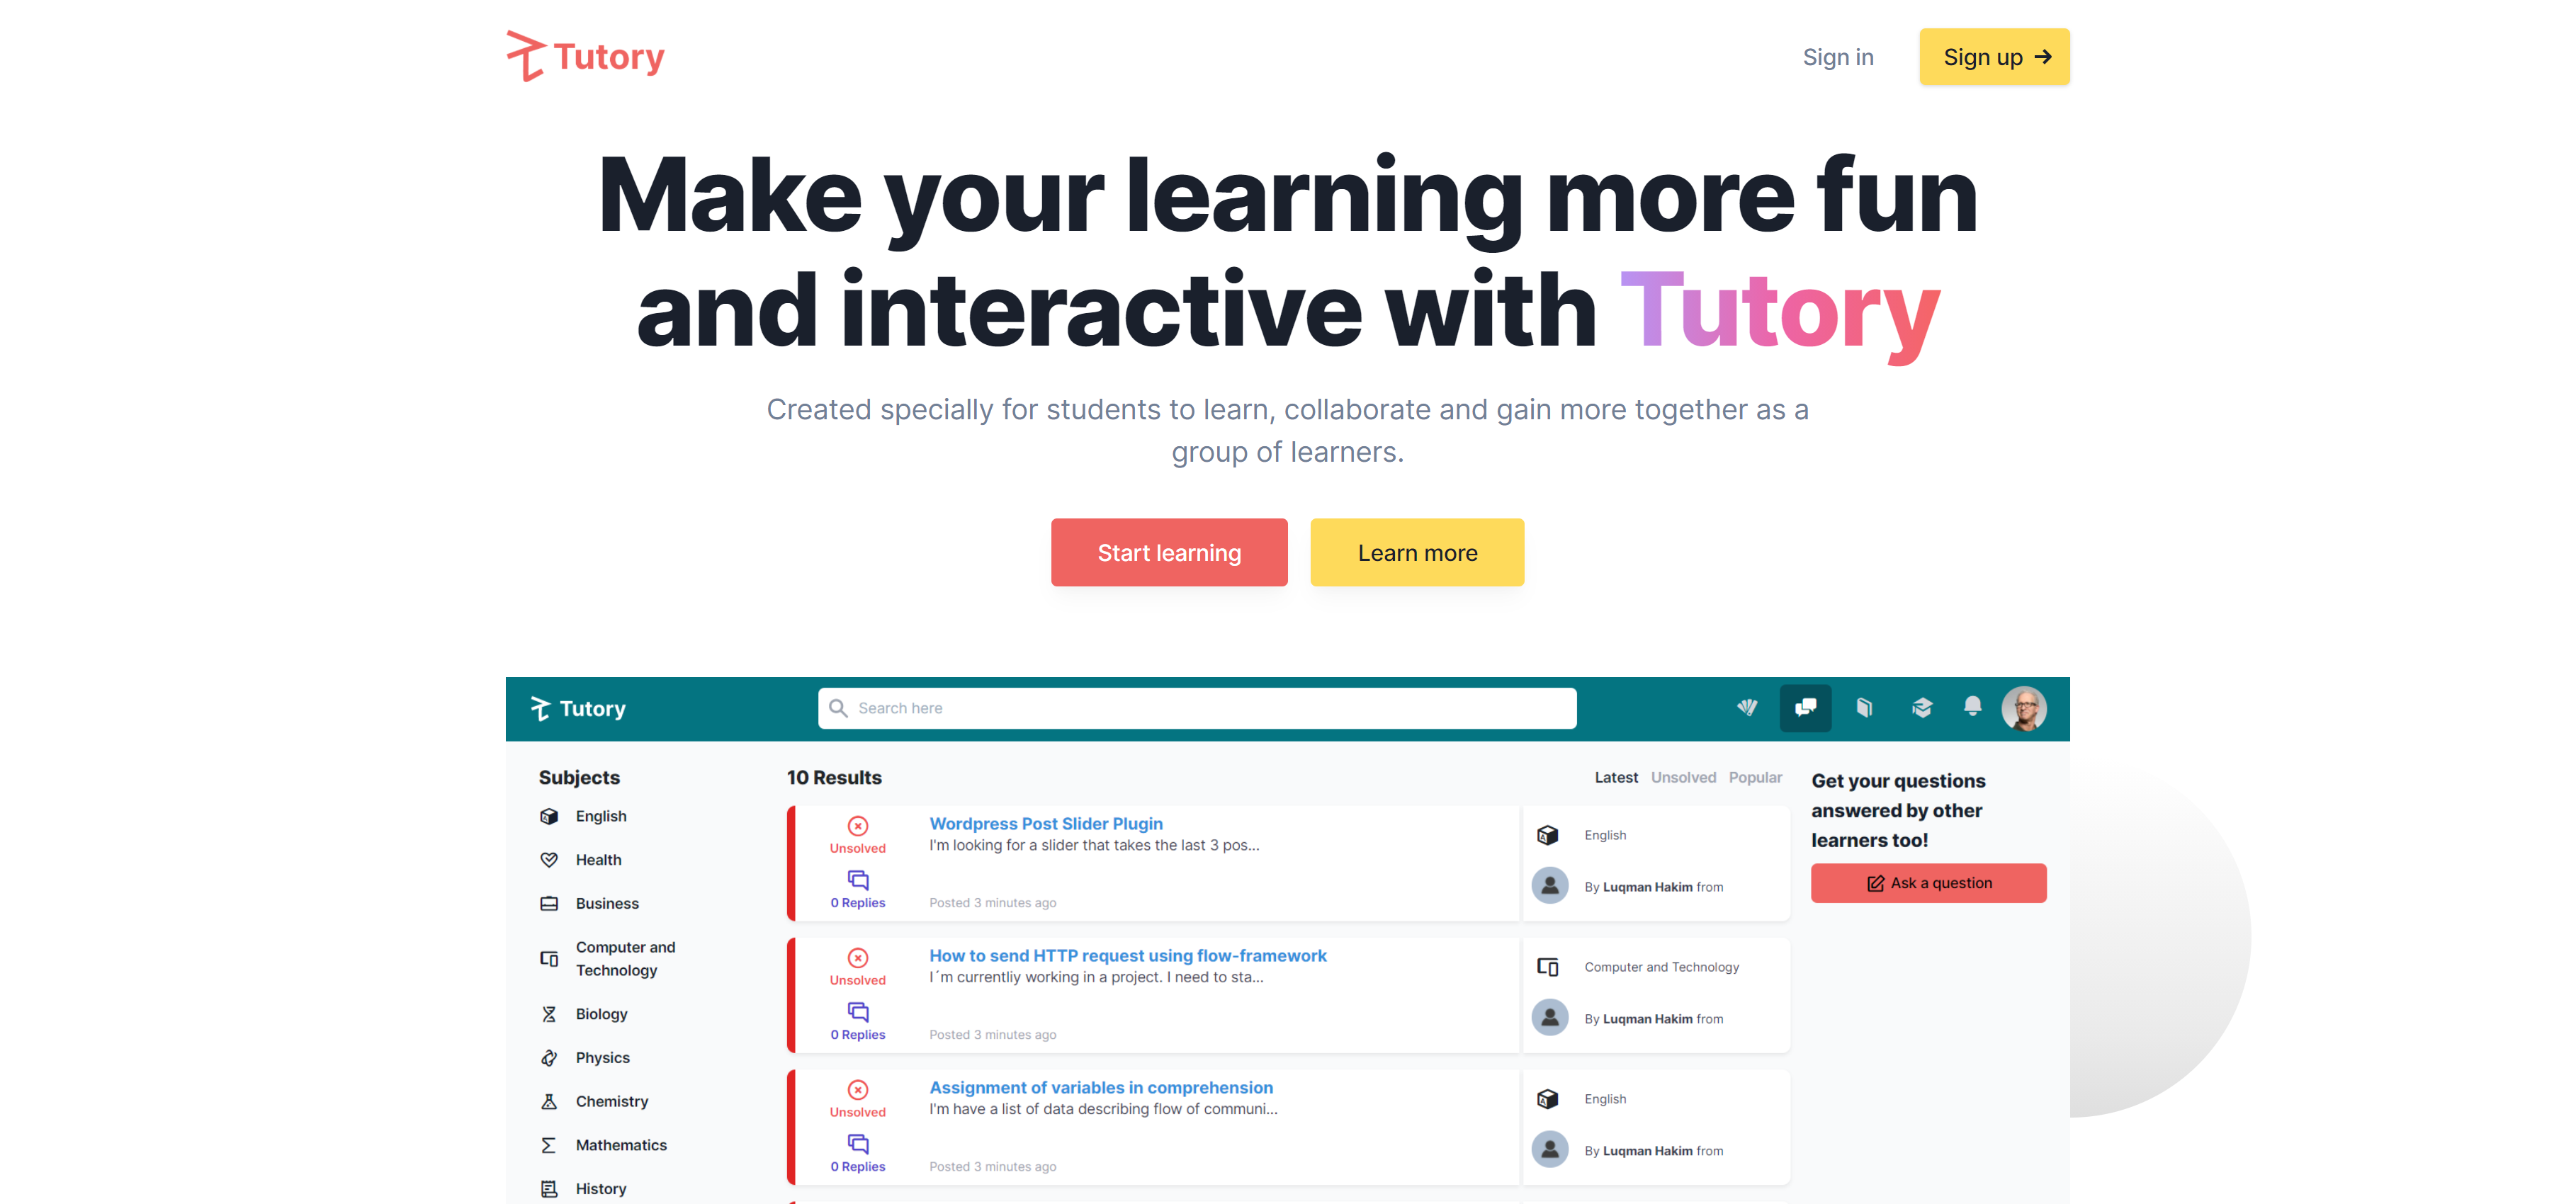 Tutory
Sign in
Sign up
Make your learning more fun
and interactive with Tutory
Created specially for students to learn, collaborate and gain more together as a
group of learners.
Start learning
Learn more
Tutory
Search here
Subjects
English
Health
Business
Computer and
Technology
Biology
Physics
Chemistry
Mathematics
History
10 Results
Latest Unsolved Popular
Unsolved
0 Replies
Wordpress Post Slider Plugin
I'm looking for a slider that takes the last 3 pos...
Posted 3 minutes ago
English
By Luqman Hakim from
Unsolved
0 Replies
How to send HTTP request using flow-framework
I´m currentliy working in a project. I need to sta...
Posted 3 minutes ago
Computer and Technology
By Luqman Hakim from
Unsolved
0 Replies
Assignment of variables in comprehension
I'm have a list of data describing flow of communi...
Posted 3 minutes ago
English
By Luqman Hakim from
Get your questions
answered by other
learners too!
Ask a question